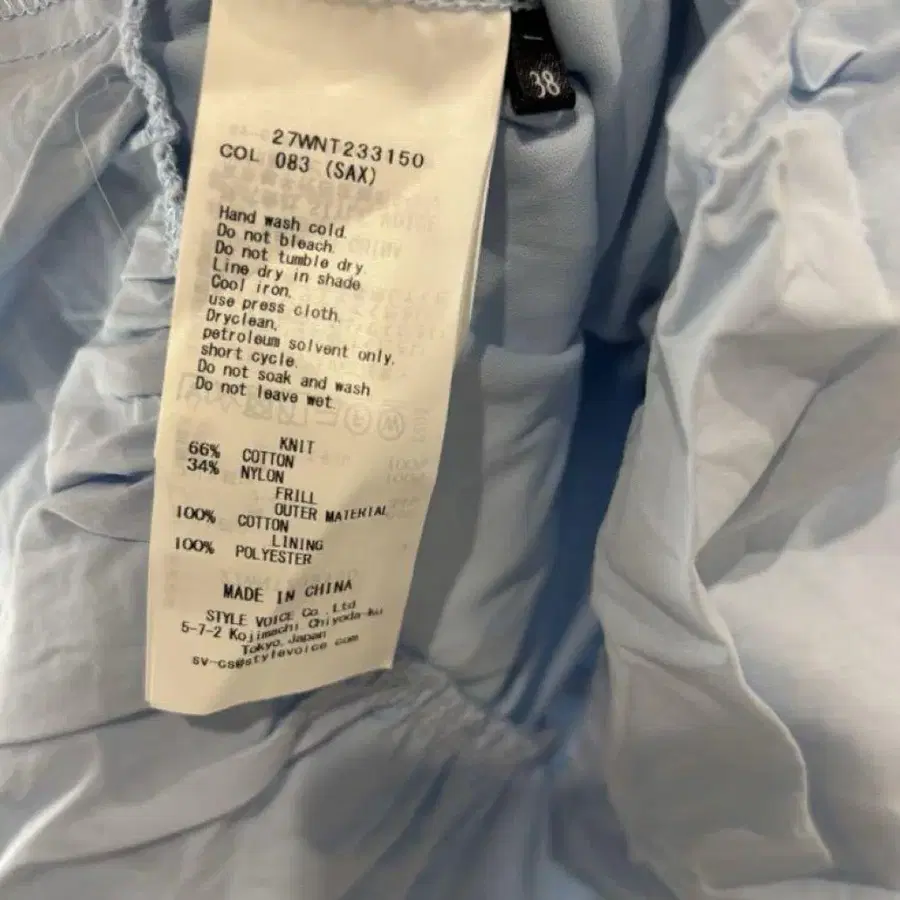 38
27WNT233150
COL 083 (SAX)
Hand wash cold.
Do not bleach.
Do not tumble dry.
Line dry in shade.
Cool iron,
use press cloth.
Dryclean,
petroleum solvent only,
short cycle.
Do not soak and wash
Do not leave wet.
KNIT
66% COTTON
34% NYLON
FRILL
OUTER MATERIAL
100% COTTON
LINING
100% POLYESTER
MADE IN CHINA
STYLE VOICE Co.,Ltd
5-7-2 Kojimachi Chiyoda-ku
Tokyo, Japan
sv-cs@stylevoice com